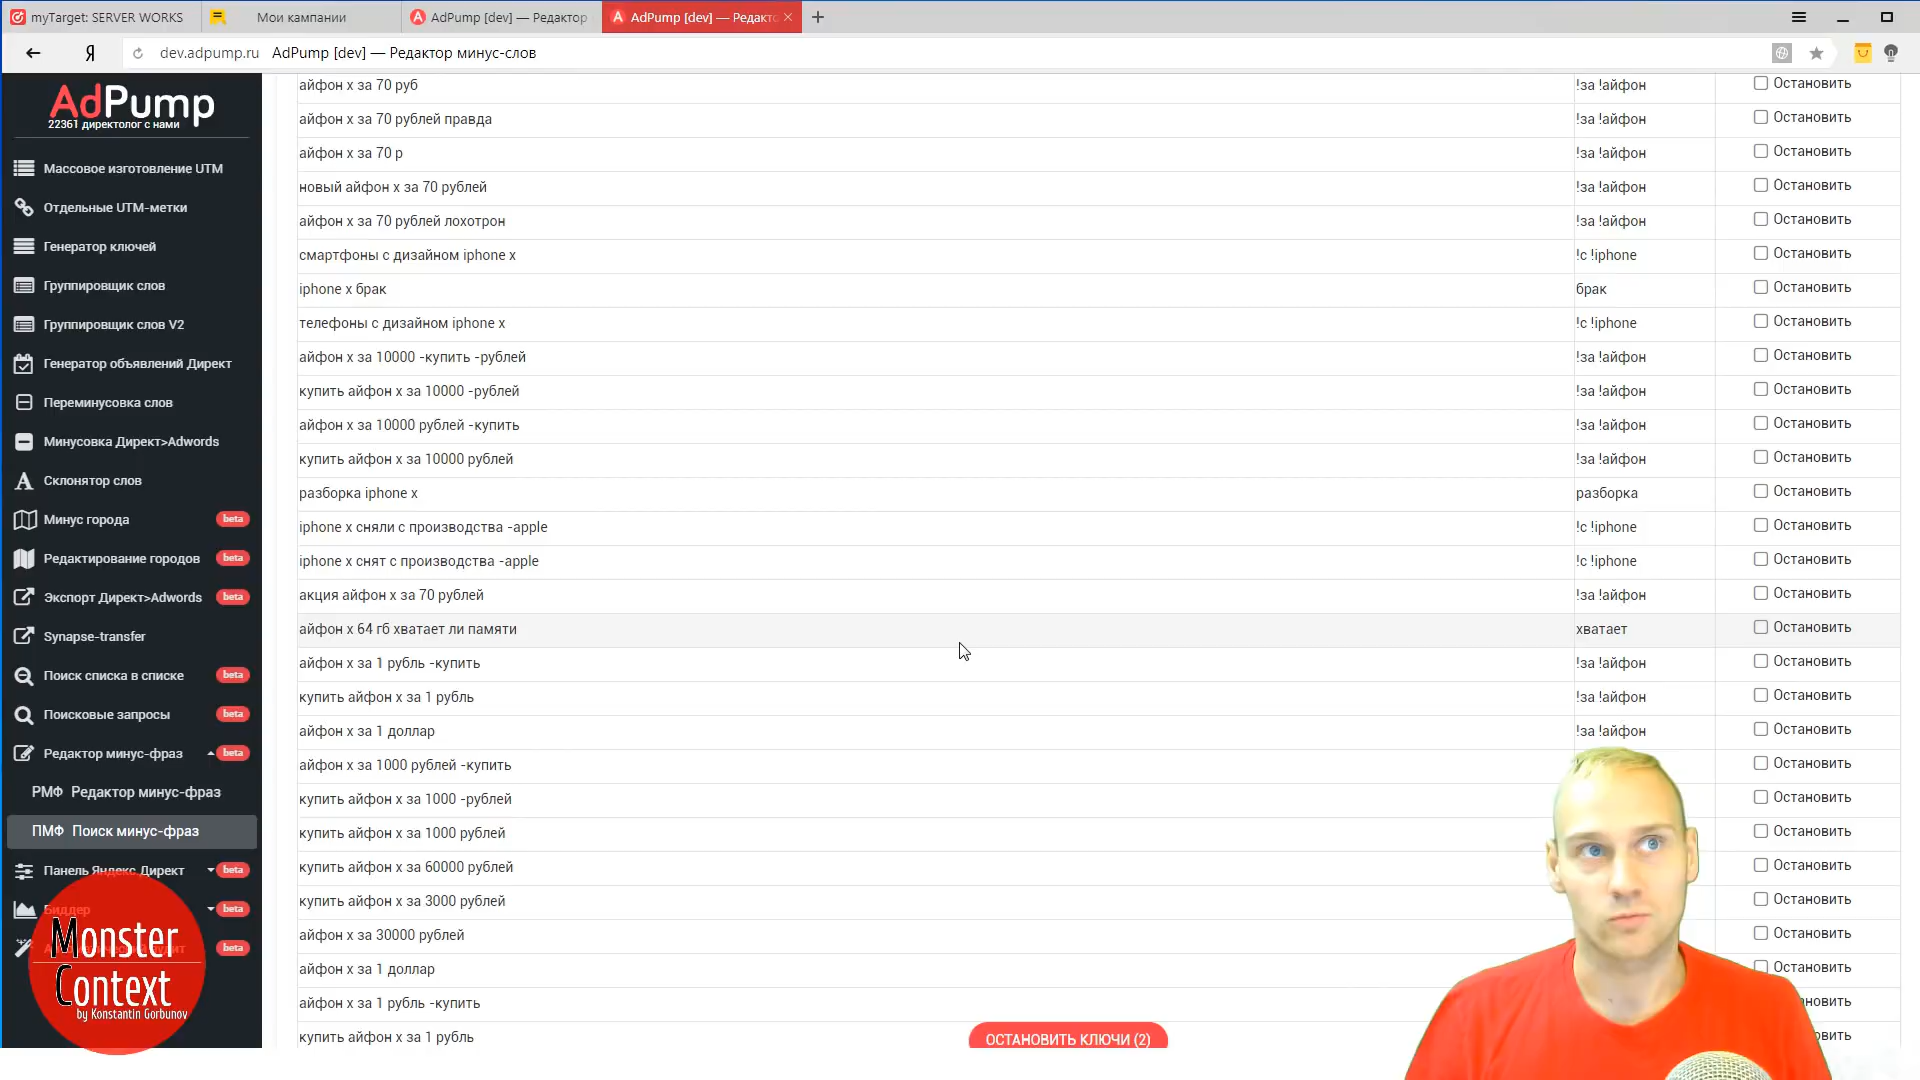 myTarget: SERVER WORKS
Мои кампании
AdPump [dev] — Редактор
AdPump [dev] — Редакто
dev.adpump.ru AdPump [dev] — Редактор минус-слов
AdPump
22361 директолог с нами
Массовое изготовление UTM
Отдельные UTM-метки
Генератор ключей
Группировщик слов
Группировщик слов V2
Генератор объявлений Директ
Переминусовка слов
Минусовка Директ>Adwords
Склонятор слов
Минус города beta
Редактирование городов beta
Экспорт Директ>Adwords beta
Synapse-transfer
Поиск списка в списке beta
Поисковые запросы beta
Редактор минус-фраз beta
РМФ Редактор минус-фраз
ПМФ Поиск минус-фраз
Панель Яндекс Директ beta
Биддер beta
beta
Monster
Context
by Konstantin Gorbunov
айфон x за 70 руб !за !айфон Остановить
айфон x за 70 рублей правда !за !айфон Остановить
айфон x за 70 р !за !айфон Остановить
новый айфон x за 70 рублей !за !айфон Остановить
айфон x за 70 рублей лохотрон !за !айфон Остановить
смартфоны с дизайном iphone x !с !iphone Остановить
iphone x брак брак Остановить
телефоны с дизайном iphone x !с !iphone Остановить
айфон x за 10000 -купить -рублей !за !айфон Остановить
купить айфон x за 10000 -рублей !за !айфон Остановить
айфон x за 10000 рублей -купить !за !айфон Остановить
купить айфон x за 10000 рублей !за !айфон Остановить
разборка iphone x разборка Остановить
iphone x сняли с производства -apple !с !iphone Остановить
iphone x снят с производства -apple !с !iphone Остановить
акция айфон x за 70 рублей !за !айфон Остановить
айфон x 64 гб хватает ли памяти хватает Остановить
айфон x за 1 рубль -купить !за !айфон Остановить
купить айфон x за 1 рубль !за !айфон Остановить
айфон x за 1 доллар !за !айфон Остановить
айфон x за 1000 рублей -купить Остановить
купить айфон x за 1000 -рублей Остановить
купить айфон x за 1000 рублей Остановить
купить айфон x за 60000 рублей Остановить
купить айфон x за 3000 рублей Остановить
айфон x за 30000 рублей Остановить
айфон x за 1 доллар Остановить
айфон x за 1 рубль -купить
купить айфон x за 1 рубль
ОСТАНОВИТЬ КЛЮЧИ (2)